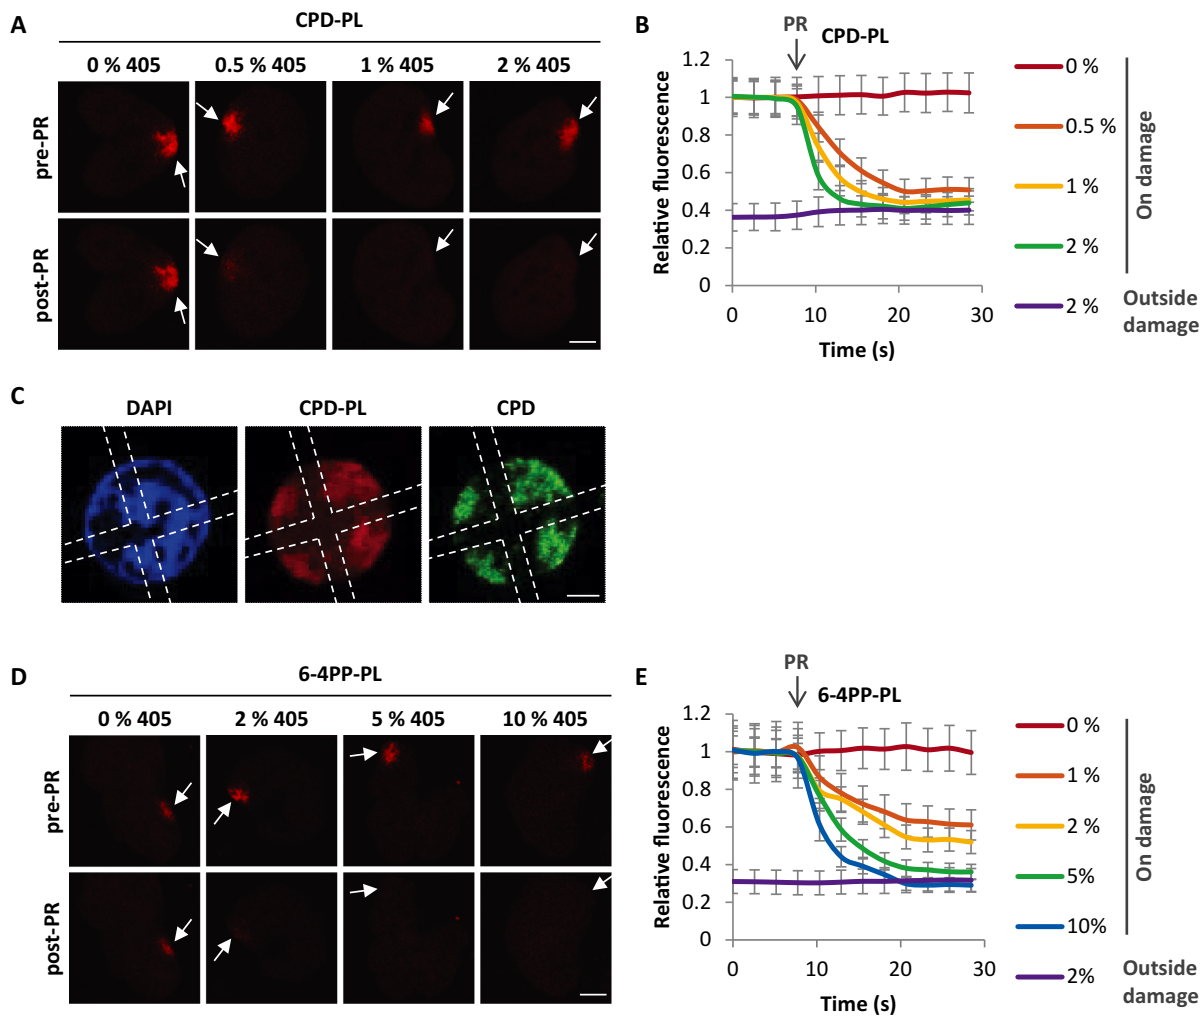 A
CPD-PL
0 % 405
0.5 % 405
1 % 405
2 % 405
pre-PR
post-PR
B
PR
CPD-PL
1.2
1
0.8
0.6
0.4
0.2
0
Relative fluorescence
0
10
20
30
Time (s)
0 %
0.5 %
1 %
2 %
On damage
2 %
Outside
damage
C
DAPI
CPD-PL
CPD
D
6-4PP-PL
0 % 405
2 % 405
5 % 405
10 % 405
pre-PR
post-PR
E
PR
6-4PP-PL
1.2
1
0.8
0.6
0.4
0.2
0
Relative fluorescence
0
10
20
30
Time (s)
0 %
1 %
2 %
5%
10%
On damage
2%
Outside
damage